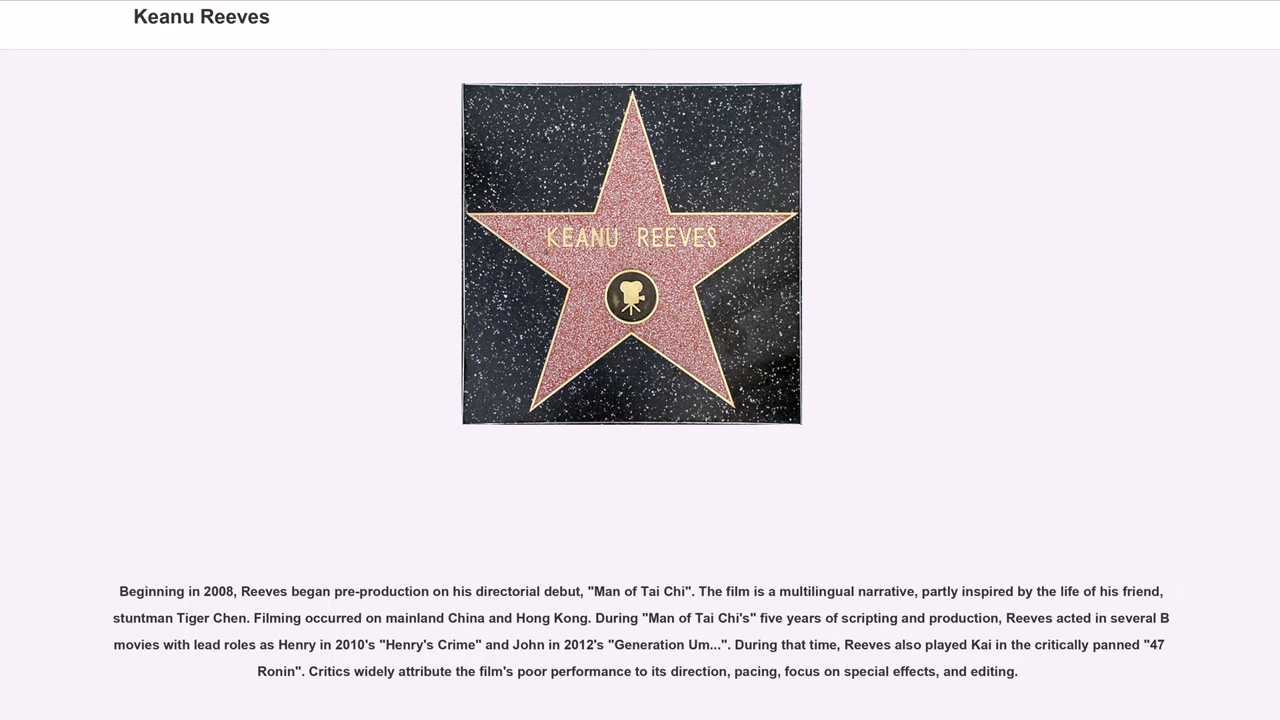 Keanu Reeves
KEANU REEVES
Beginning in 2008, Reeves began pre-production on his directorial debut, "Man of Tai Chi". The film is a multilingual narrative, partly inspired by the life of his friend,
stuntman Tiger Chen. Filming occurred on mainland China and Hong Kong. During "Man of Tai Chi's" five years of scripting and production, Reeves acted in several B
movies with lead roles as Henry in 2010's "Henry's Crime" and John in 2012's "Generation Um...". During that time, Reeves also played Kai in the critically panned "47
Ronin". Critics widely attribute the film's poor performance to its direction, pacing, focus on special effects, and editing.